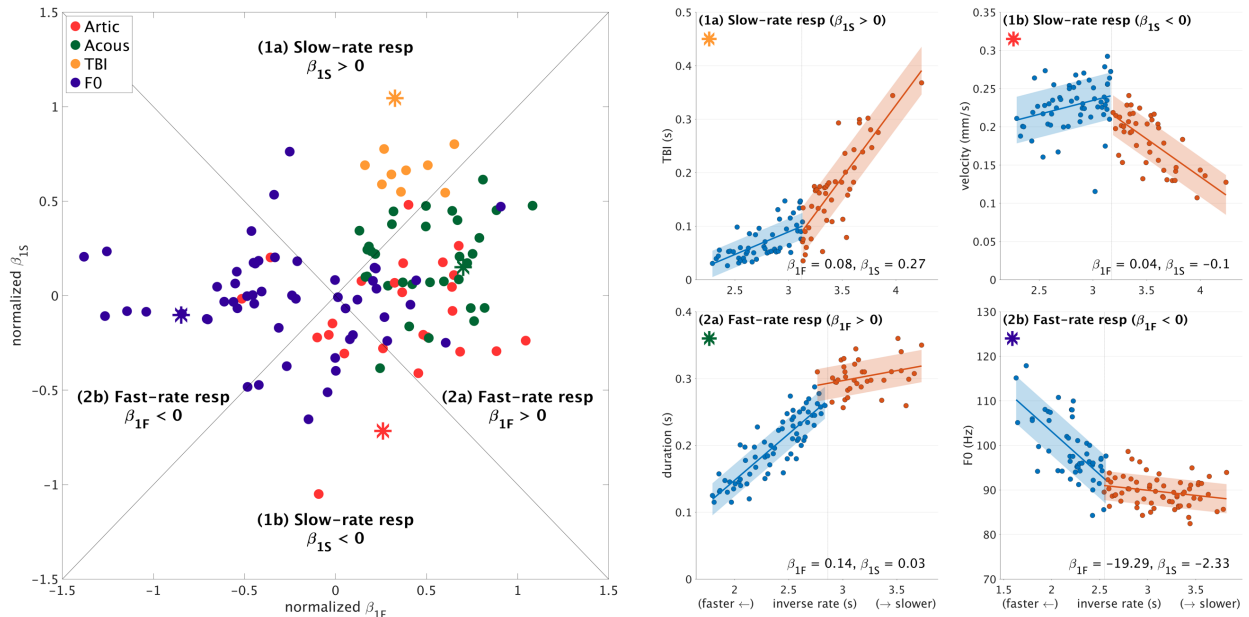 1.5
1
0.5
0
−0.5
−1
−1.5
normalized β1S
Artic
Acous
TBI
F0
(1a) Slow-rate resp
β1S > 0
(2b) Fast-rate resp
β1F < 0
(2a) Fast-rate resp
β1F > 0
(1b) Slow-rate resp
β1S < 0
−1.5 −1 −0.5 0 0.5 1 1.5
normalized β1F
(1a) Slow-rate resp (β1S > 0)
0.5
0.4
0.3
0.2
0.1
0
TBI (s)
β1F = 0.08, β1S = 0.27
2.5 3 3.5 4
(1b) Slow-rate resp (β1S < 0)
0.35
0.3
0.25
0.2
0.15
0.1
0.05
0
velocity (mm/s)
β1F = 0.04, β1S = −0.1
2.5 3 3.5 4
(2a) Fast-rate resp (β1F > 0)
0.4
0.3
0.2
0.1
0
duration (s)
β1F = 0.14, β1S = 0.03
2 2.5 3 3.5
(faster ←) inverse rate (s) (→ slower)
(2b) Fast-rate resp (β1F < 0)
130
120
110
100
90
80
70
F0 (Hz)
β1F = −19.29, β1S = −2.33
1.5 2 2.5 3 3.5
(faster ←) inverse rate (s) (→ slower)